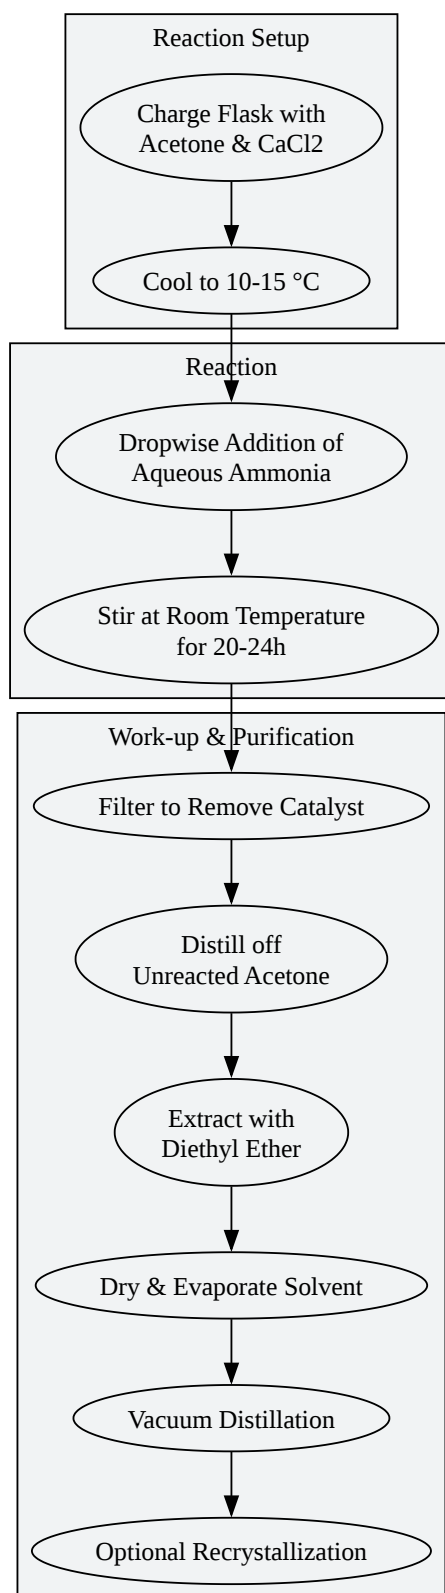 Reaction Setup
Charge Flask with
Acetone & CaCl2
Cool to 10-15 °C
Reaction
Dropwise Addition of
Aqueous Ammonia
Stir at Room Temperature
for 20-24h
Work-up & Purification
Filter to Remove Catalyst
Distill off
Unreacted Acetone
Extract with
Diethyl Ether
Dry & Evaporate Solvent
Vacuum Distillation
Optional Recrystallization